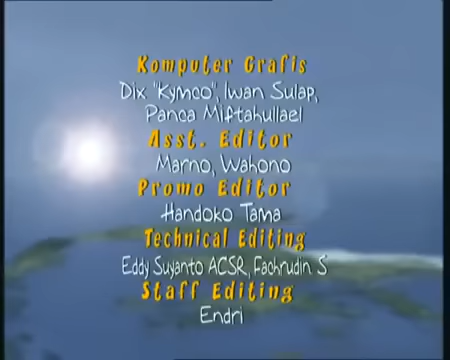 Komputer Grafis
Dix "Kymco", Iwan Sulap,
Panca Miftahullael
Asst. Editor
Marno, Wahono
Promo Editor
Handoko Tama
Technical Editing
Eddy Suyanto ACSR, Fachrudin S
Staff Editing
Endri